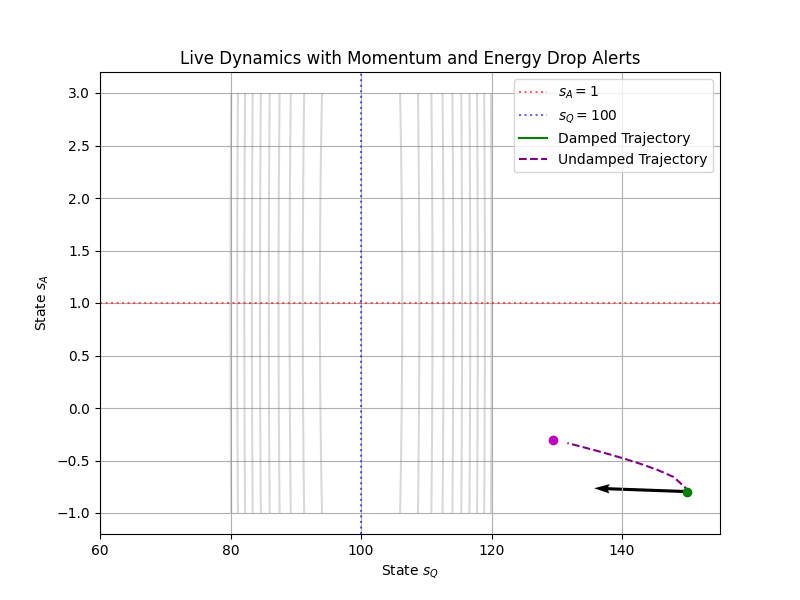 Live Dynamics with Momentum and Energy Drop Alerts
3.0
2.5
2.0
1.5
1.0
0.5
0.0
−0.5
−1.0
State s_A
60 80 100 120 140
State s_Q
s_A = 1
s_Q = 100
Damped Trajectory
Undamped Trajectory